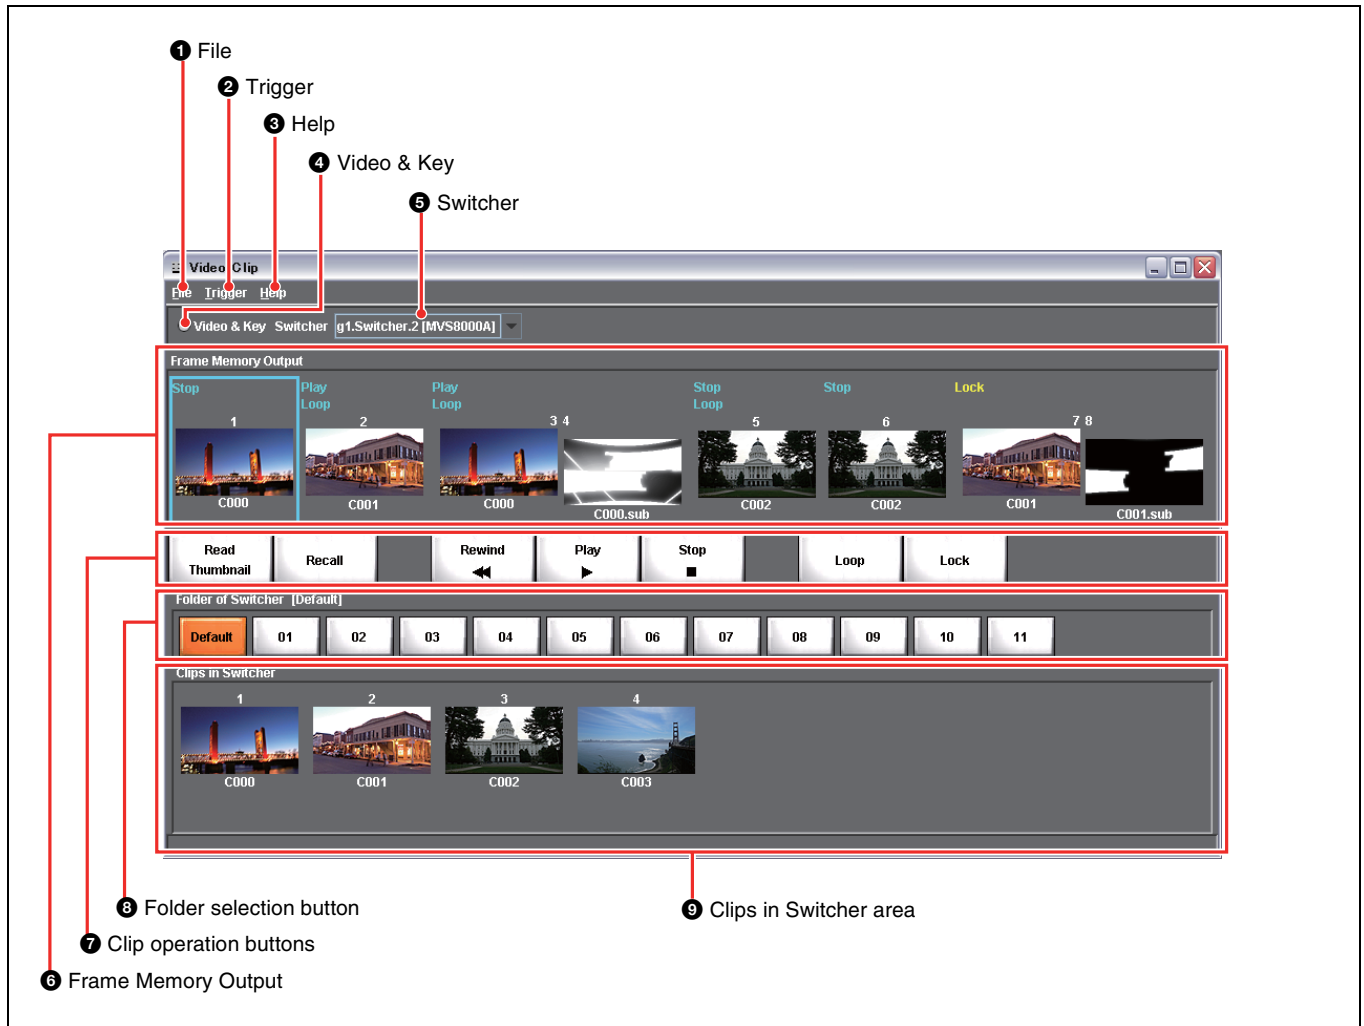 1 File
2 Trigger
3 Help
4 Video & Key
5 Switcher
Video Clip
File Trigger Help
Video & Key Switcher g1.Switcher.2 [MVS8000A]
Frame Memory Output
Stop Play Play Stop Stop Lock
Loop Loop Loop
1 2 3 4 5 6 7 8
C000 C001 C000 C000.sub C002 C002 C001 C001.sub
Read Thumbnail
Recall
Rewind
Play
Stop
Loop
Lock
Folder of Switcher [Default]
Default 01 02 03 04 05 06 07 08 09 10 11
Clips in Switcher
1 2 3 4
C000 C001 C002 C003
8 Folder selection button
9 Clips in Switcher area
7 Clip operation buttons
6 Frame Memory Output